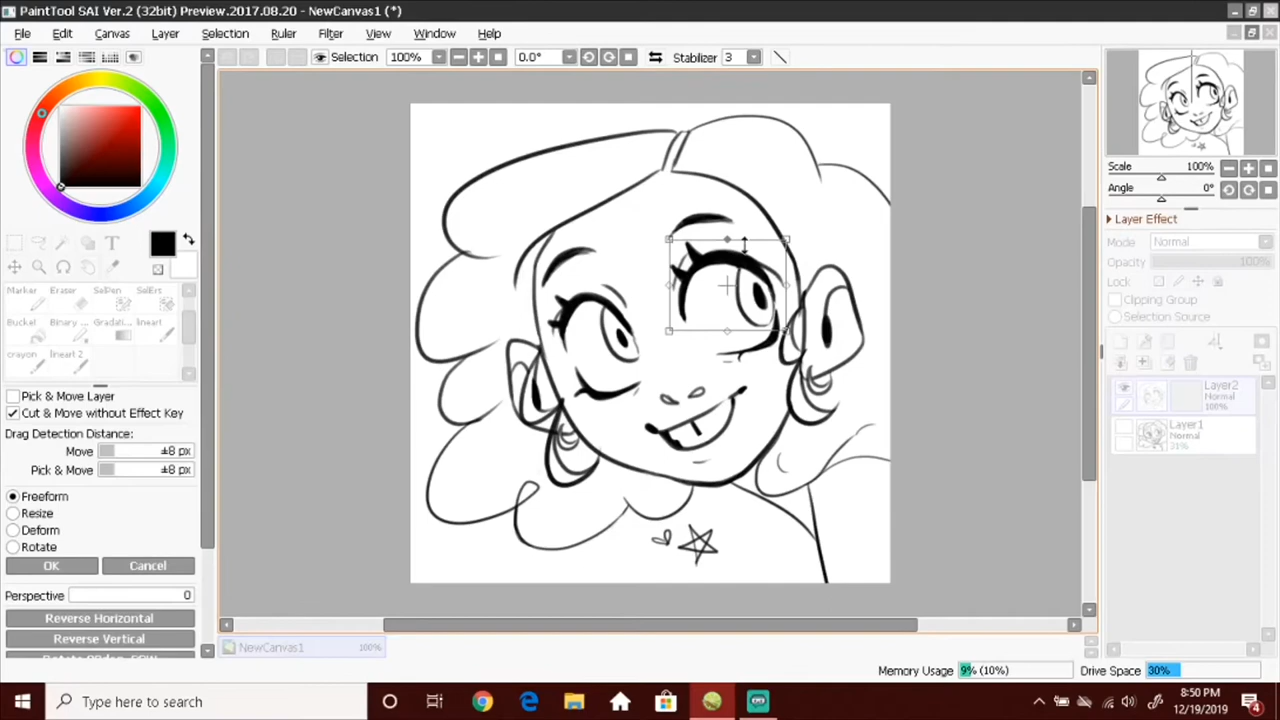 PaintTool SAI Ver.2 (32bit) Preview.2017.08.20 - NewCanvas1 (*)
File Edit Canvas Layer Selection Ruler Filter View Window Help
Selection 100% 0.0° Stabilizer 3
Scale 100%
Angle 0°
Layer Effect
Mode Normal
Opacity 100%
Lock
Clipping Group
Selection Source
Layer2
Normal
100%
Layer1
Normal
31%
T
Marker Eraser SelPen SelErs
Bucket Binary ... Gradati... lineart
crayon lineart 2
Pick & Move Layer
Cut & Move without Effect Key
Drag Detection Distance:
Move ±8 px
Pick & Move ±8 px
Freeform
Resize
Deform
Rotate
OK Cancel
Perspective 0
Reverse Horizontal
Reverse Vertical
NewCanvas1 100%
Memory Usage 9% (10%) Drive Space 30%
Type here to search
8:50 PM
12/19/2019
4